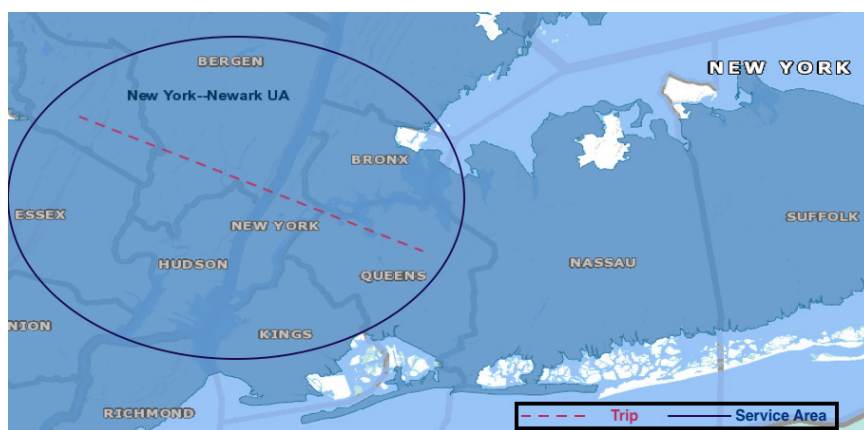 BERGEN
NEW YORK
New York--Newark UA
BRONX
ESSEX
NEW YORK
SUFFOLK
HUDSON
QUEENS
NASSAU
NION
KINGS
RICHMOND
Trip
Service Area